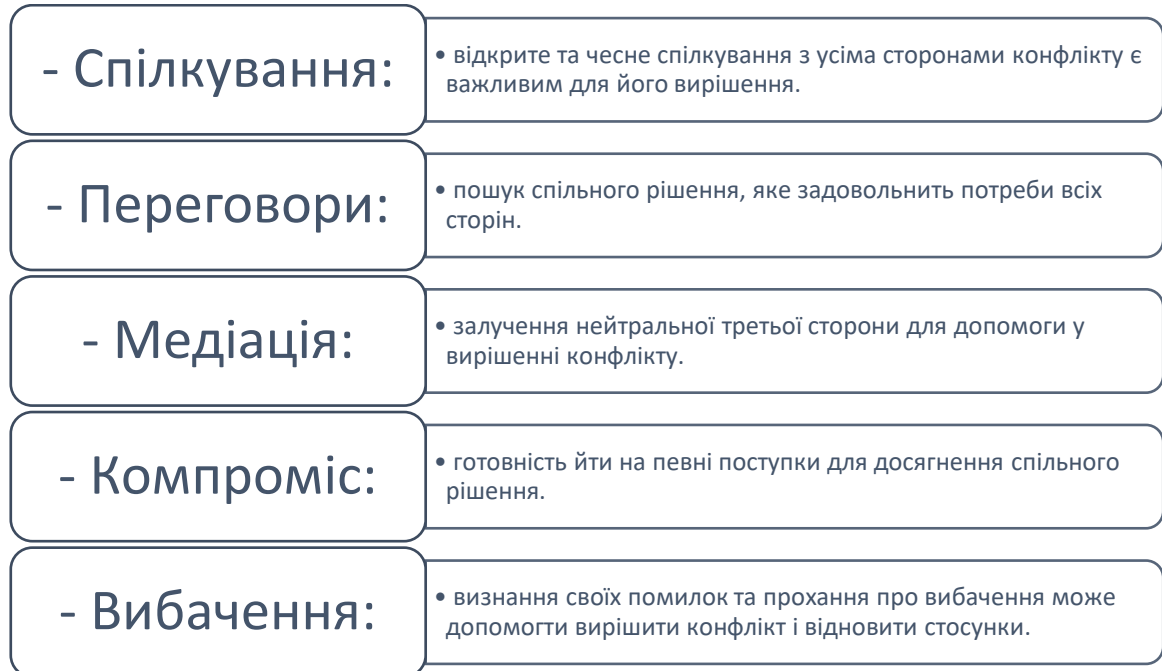 - Спілкування:
• відкрите та чесне спілкування з усіма сторонами конфлікту є
важливим для його вирішення.
- Переговори:
• пошук спільного рішення, яке задовольнить потреби всіх
сторін.
- Медіація:
• залучення нейтральної третьої сторони для допомоги у
вирішенні конфлікту.
- Компроміс:
• готовність йти на певні поступки для досягнення спільного
рішення.
- Вибачення:
• визнання своїх помилок та прохання про вибачення може
допомогти вирішити конфлікт і відновити стосунки.